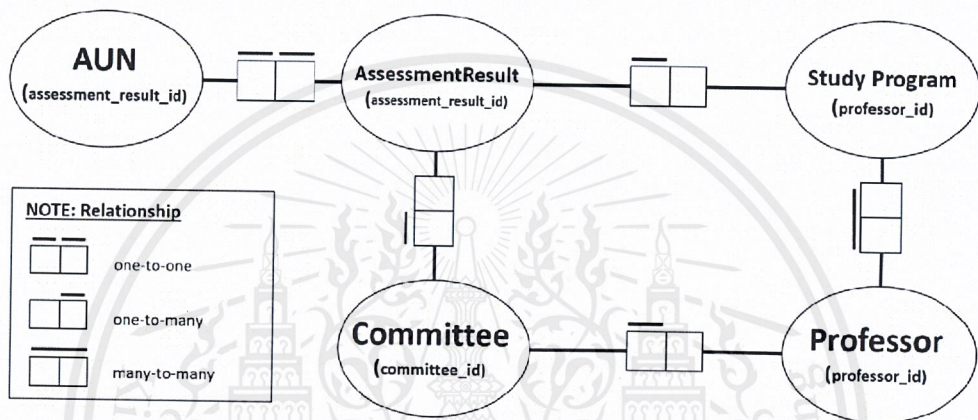 AUN
(assessment_result_id)
AssessmentResult
(assessment_result_id)
Study Program
(professor_id)
NOTE: Relationship
one-to-one
one-to-many
many-to-many
Committee
(committee_id)
Professor
(professor_id)